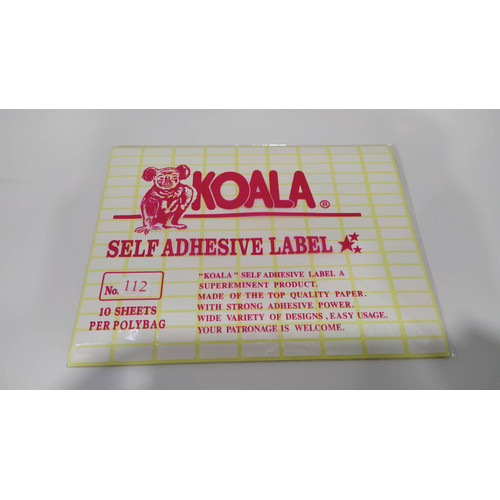 KOALA ®
SELF ADHESIVE LABEL
No. 112
10 SHEETS
PER POLYBAG
"KOALA" SELF ADHESIVE LABEL A
SUPEREMINENT PRODUCT.
MADE OF THE TOP QUALITY PAPER.
WITH STRONG ADHESIVE POWER.
WIDE VARIETY OF DESIGNS , EASY USAGE.
YOUR PATRONAGE IS WELCOME.